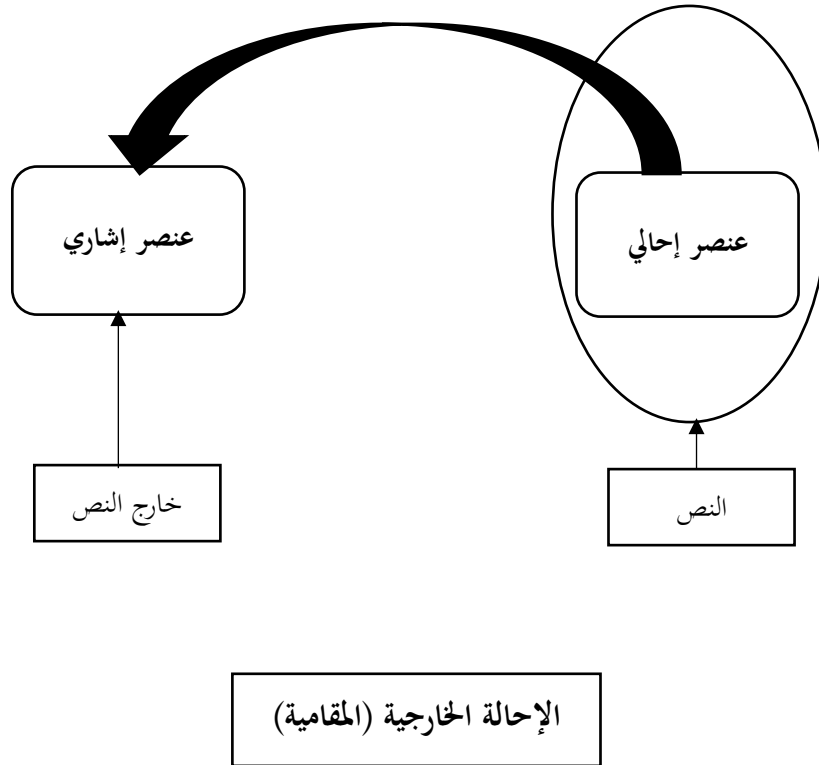 عنصر إحالي
عنصر إشاري
النص
خارج النص
الإحالة الخارجية (المقامية)